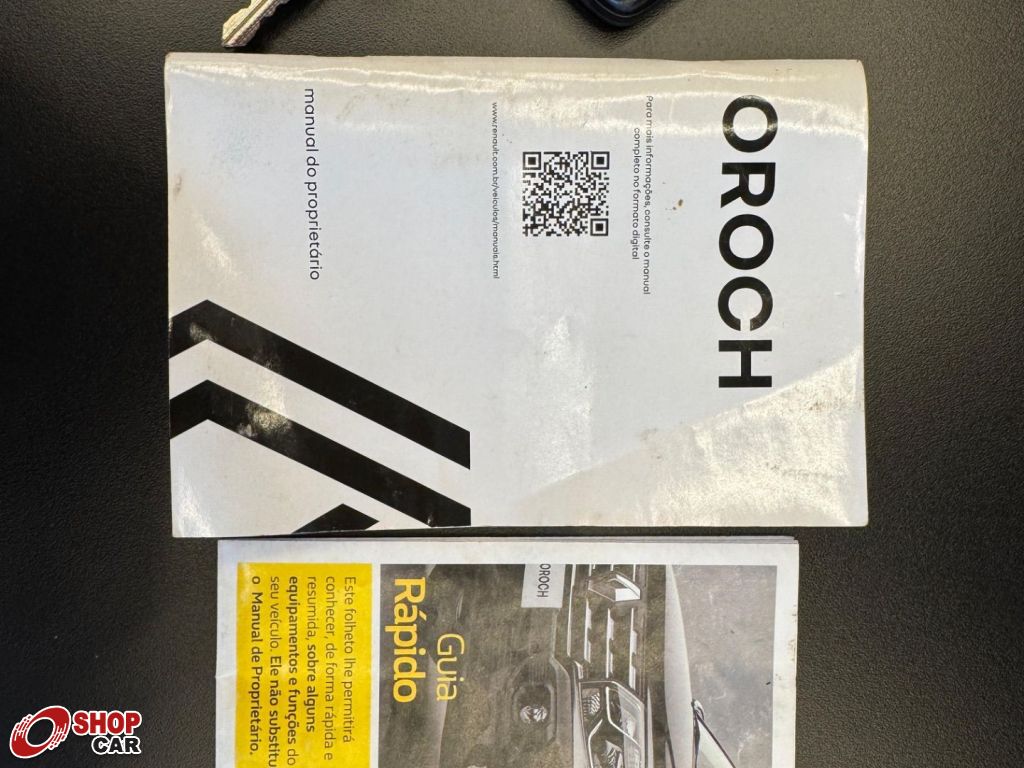 OROCH
Para mais informações, consulte o manual
completo no formato digital
www.renault.com.br/veiculos/manuais.html
manual do proprietário
OROCH
Guia
Rápido
Este folheto lhe permitirá
conhecer, de forma rápida e
resumida, sobre alguns
equipamentos e funções do
seu veículo. Ele não substitu
o Manual de Proprietário.
SHOP
CAR